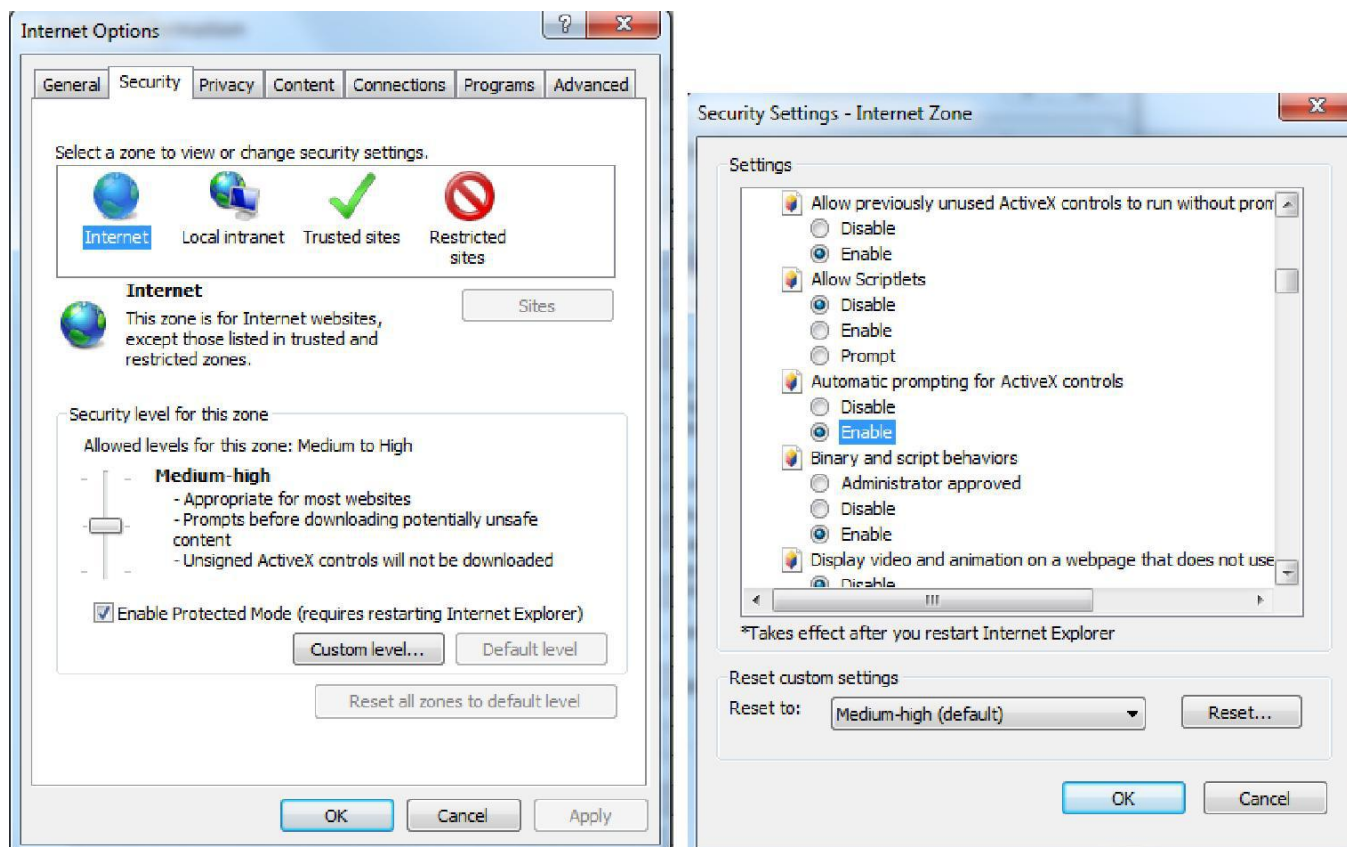 Internet Options
General Security Privacy Content Connections Programs Advanced
Select a zone to view or change security settings.
Internet Local intranet Trusted sites Restricted
sites
Internet
Sites
This zone is for Internet websites,
except those listed in trusted and
restricted zones.
Security level for this zone
Allowed levels for this zone: Medium to High
Medium-high
- Appropriate for most websites
- Prompts before downloading potentially unsafe
content
- Unsigned ActiveX controls will not be downloaded
Enable Protected Mode (requires restarting Internet Explorer)
Custom level... Default level
Reset all zones to default level
OK Cancel Apply
Security Settings - Internet Zone
Settings
Allow previously unused ActiveX controls to run without prom
Disable
Enable
Allow Scriptlets
Disable
Enable
Prompt
Automatic prompting for ActiveX controls
Disable
Enable
Binary and script behaviors
Administrator approved
Disable
Enable
Display video and animation on a webpage that does not use
Disable
*Takes effect after you restart Internet Explorer
Reset custom settings
Reset to: Medium-high (default) Reset...
OK Cancel